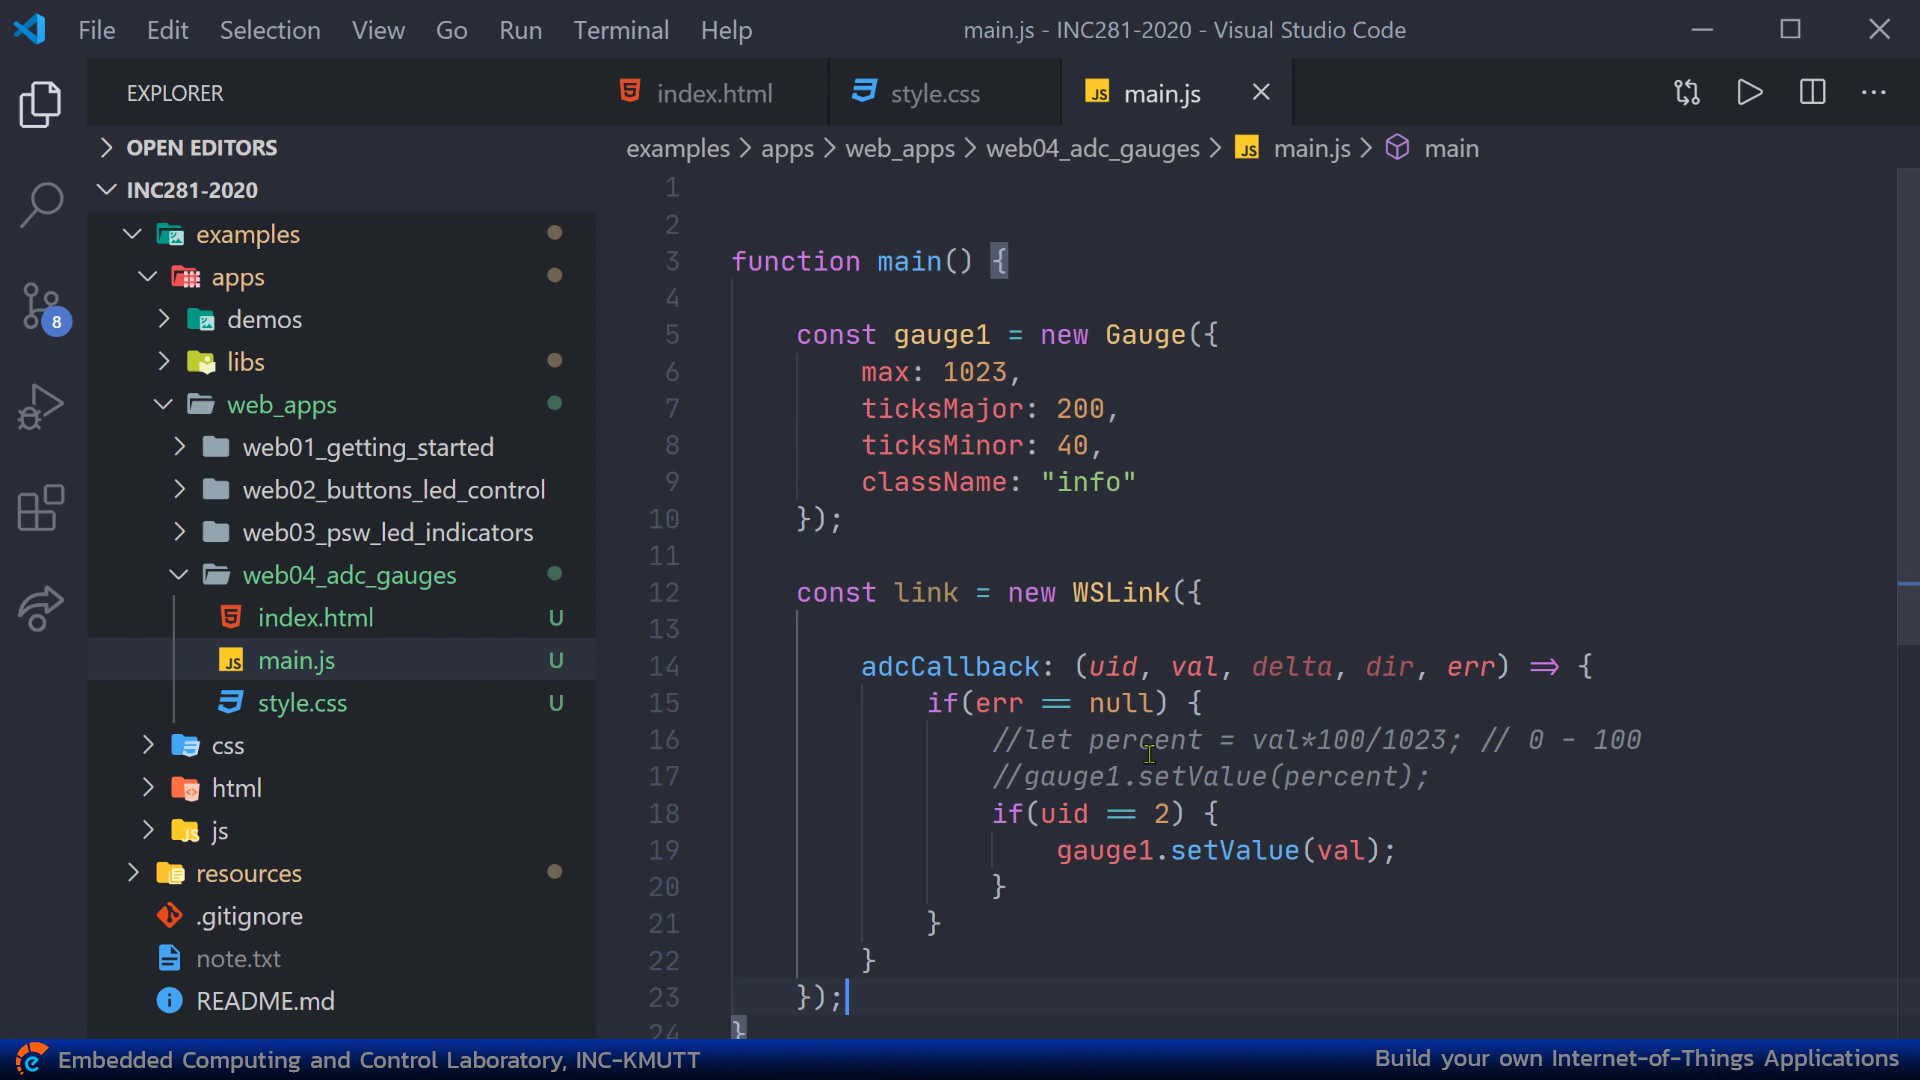 File Edit Selection View Go Run Terminal Help main.js - INC281-2020 - Visual Studio Code
EXPLORER
OPEN EDITORS
INC281-2020
examples
apps
demos
libs
web_apps
web01_getting_started
web02_buttons_led_control
web03_psw_led_indicators
web04_adc_gauges
index.html U
JS main.js U
style.css U
css
html
JS js
resources
.gitignore
note.txt
README.md
8
index.html style.css JS main.js
examples > apps > web_apps > web04_adc_gauges > JS main.js > main
1
2
3 function main() {
4
5 const gauge1 = new Gauge({
6 max: 1023,
7 ticksMajor: 200,
8 ticksMinor: 40,
9 className: "info"
10 });
11
12 const link = new WSLink({
13
14 adcCallback: (uid, val, delta, dir, err) => {
15 if(err == null) {
16 //let percent = val*100/1023; // 0 - 100
17 //gauge1.setValue(percent);
18 if(uid == 2) {
19 gauge1.setValue(val);
20 }
21 }
22 }
23 });
24 }
Embedded Computing and Control Laboratory, INC-KMUTT
Build your own Internet-of-Things Applications